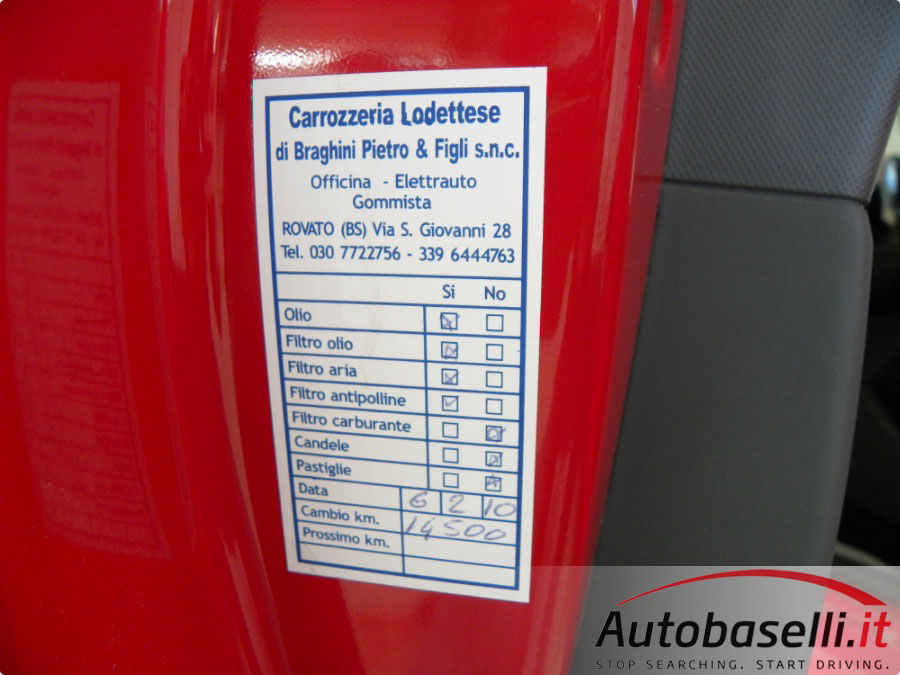 Carrozzeria Lodettese
di Braghini Pietro & Figli s.n.c.
Officina - Elettrauto
Gommista
ROVATO (BS) Via S. Giovanni 28
Tel. 030 7722756 - 339 6444763
Si No
Olio
Filtro olio
Filtro aria
Filtro antipolline
Filtro carburante
Candele
Pastiglie
Data 6 2 10
Cambio km. 14500
Prossimo km.
Autobaselli.it
STOP SEARCHING. START DRIVING.